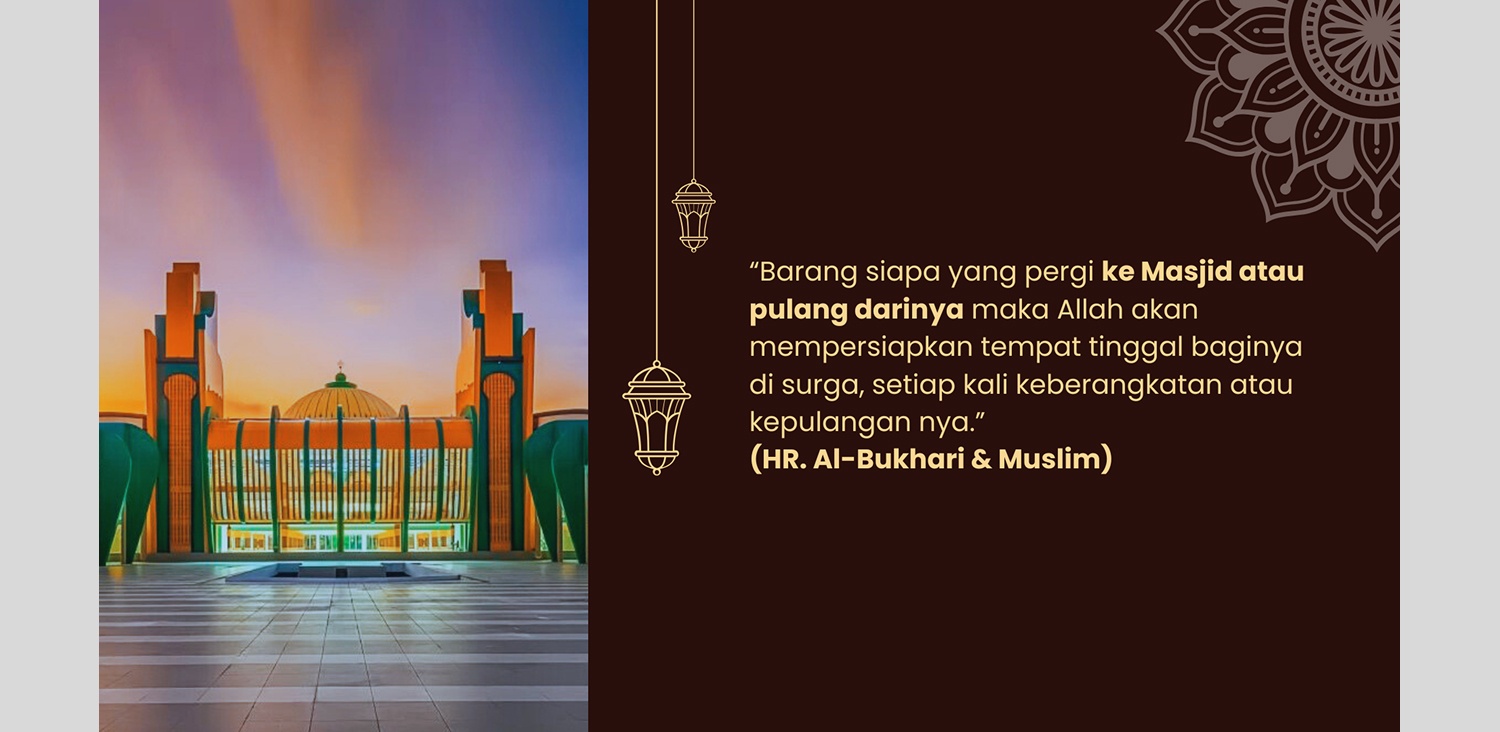 “Barang siapa yang pergi ke Masjid atau
pulang darinya maka Allah akan
mempersiapkan tempat tinggal baginya
di surga, setiap kali keberangkatan atau
kepulangan nya.”
(HR. Al-Bukhari & Muslim)